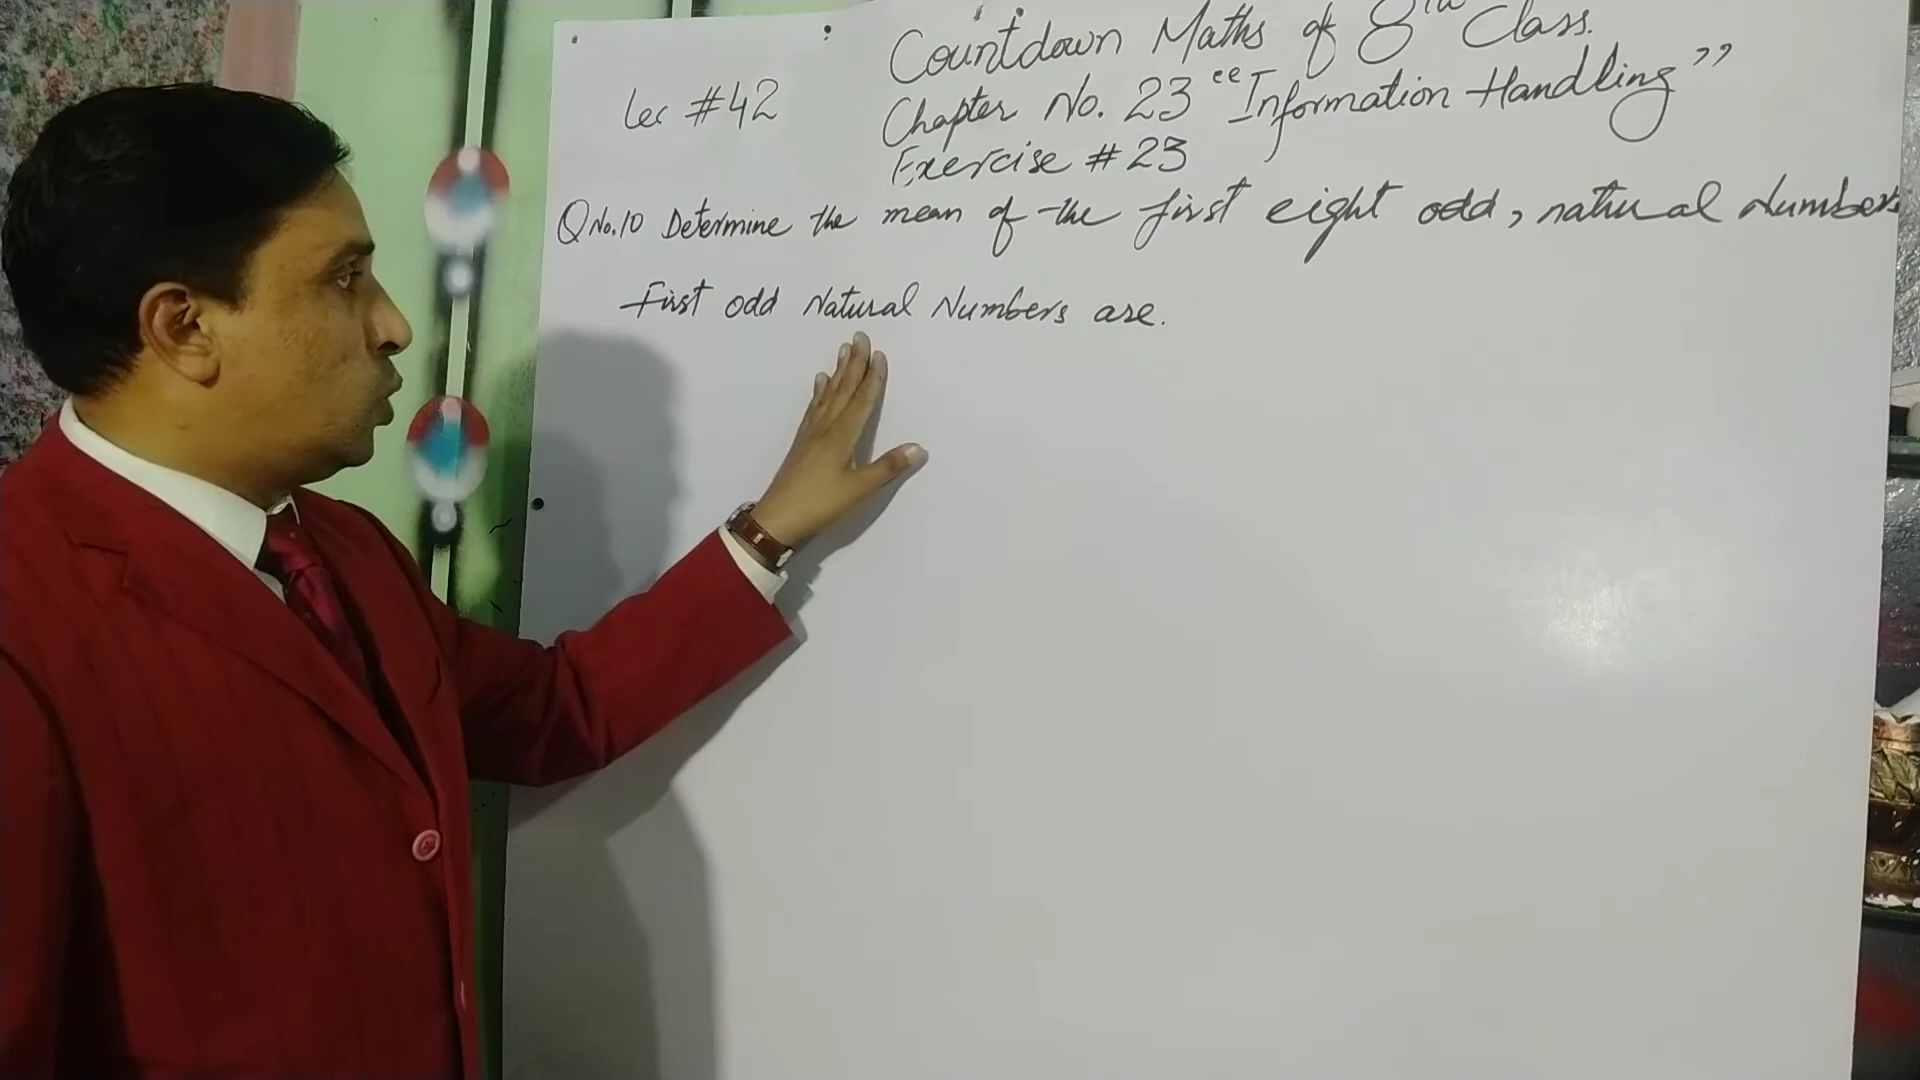 Countdown Maths of 8th Class.
Lec #42
Chapter No. 23 "Information Handling"
Exercise #23
Q No.10 Determine the mean of the first eight odd, natural Numbers
First odd Natural Numbers are.